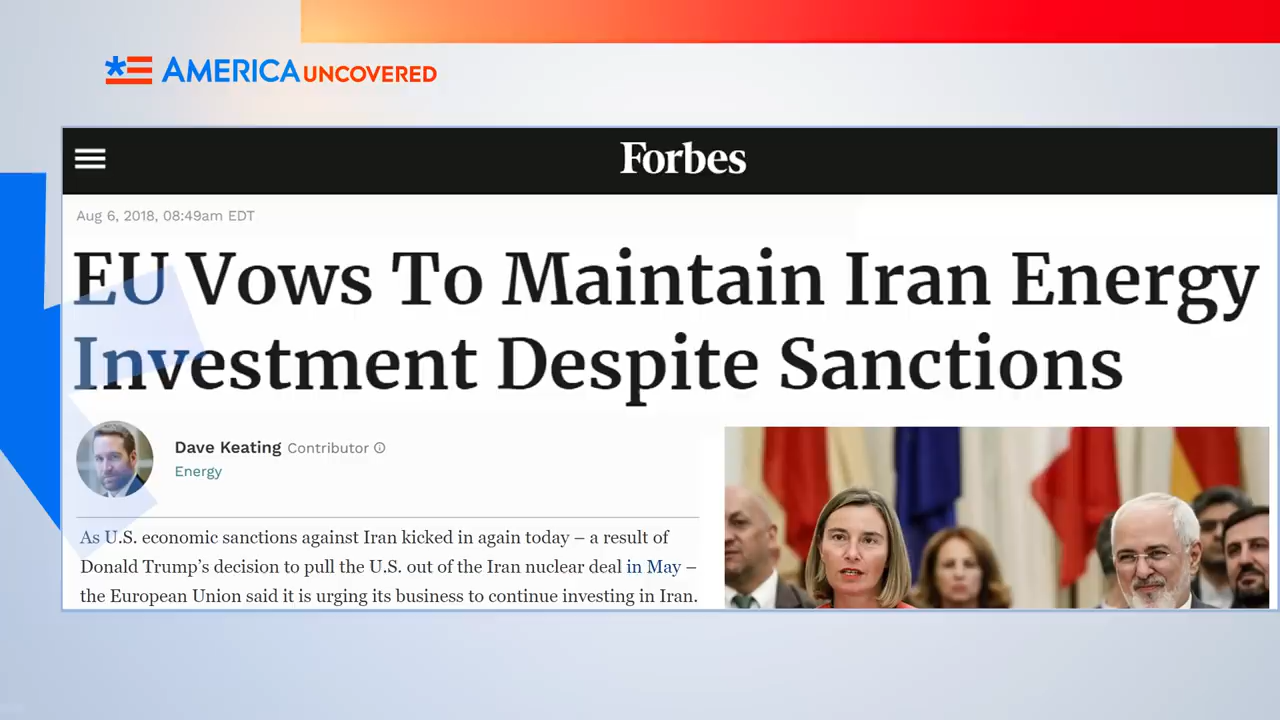 AMERICA UNCOVERED
Forbes
Aug 6, 2018, 08:49am EDT
EU Vows To Maintain Iran Energy
Investment Despite Sanctions
Dave Keating Contributor
Energy
As U.S. economic sanctions against Iran kicked in again today – a result of
Donald Trump’s decision to pull the U.S. out of the Iran nuclear deal in May –
the European Union said it is urging its business to continue investing in Iran.